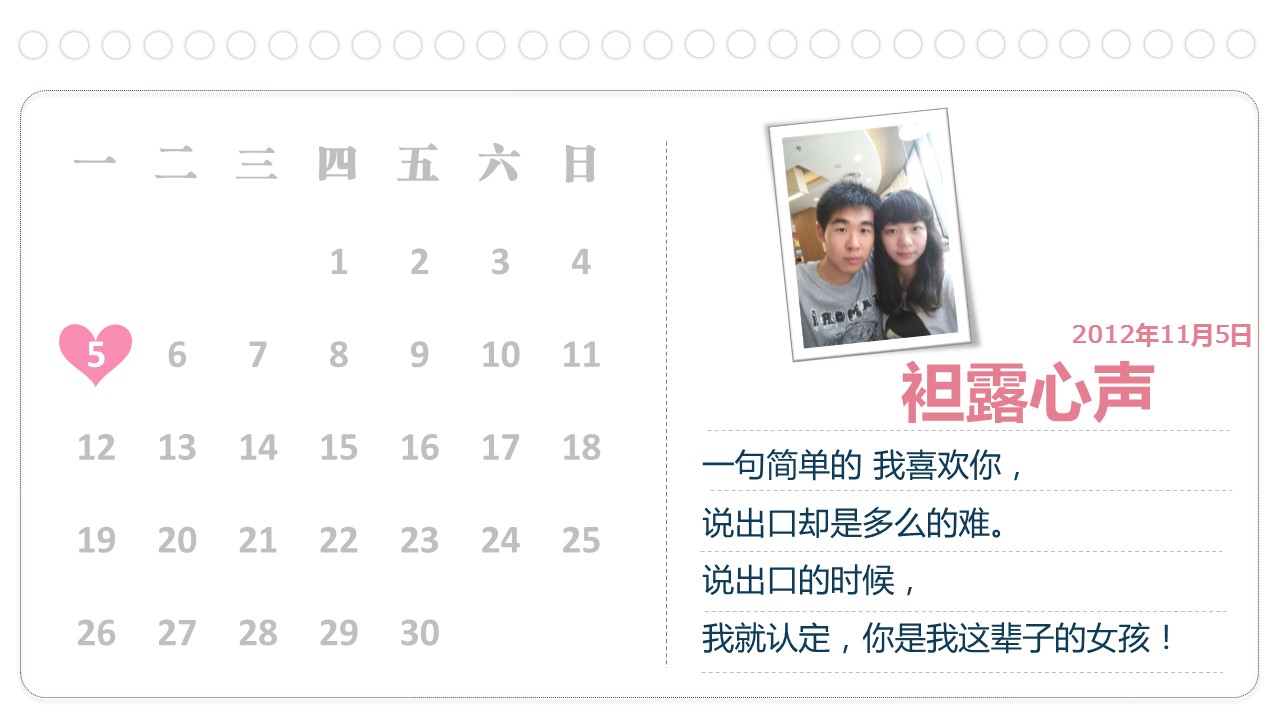 一 二 三 四 五 六 日
1 2 3 4
5 6 7 8 9 10 11
12 13 14 15 16 17 18
19 20 21 22 23 24 25
26 27 28 29 30
2012年11月5日
袒露心声
一句简单的 我喜欢你，
说出口却是多么的难。
说出口的时候，
我就认定，你是我这辈子的女孩！